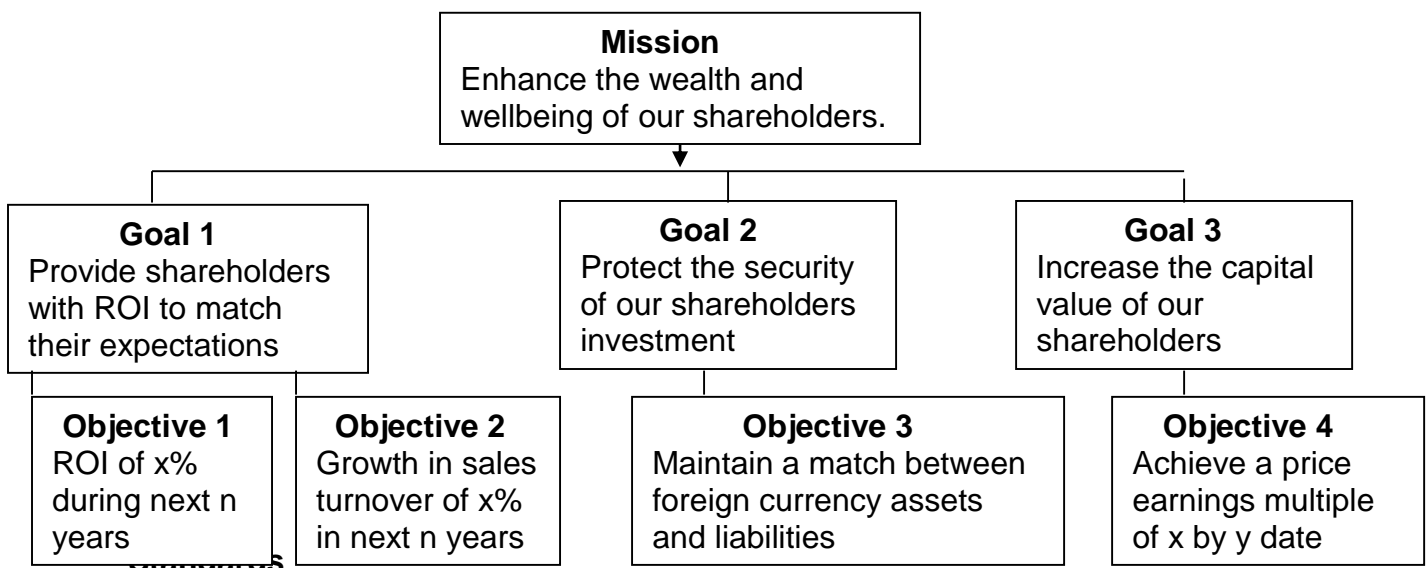 Mission
Enhance the wealth and
wellbeing of our shareholders.
Goal 1
Provide shareholders
with ROI to match
their expectations
Goal 2
Protect the security
of our shareholders
investment
Goal 3
Increase the capital
value of our
shareholders
Objective 1
ROI of x%
during next n
years
Objective 2
Growth in sales
turnover of x%
in next n years
Objective 3
Maintain a match between
foreign currency assets
and liabilities
Objective 4
Achieve a price
earnings multiple
of x by y date